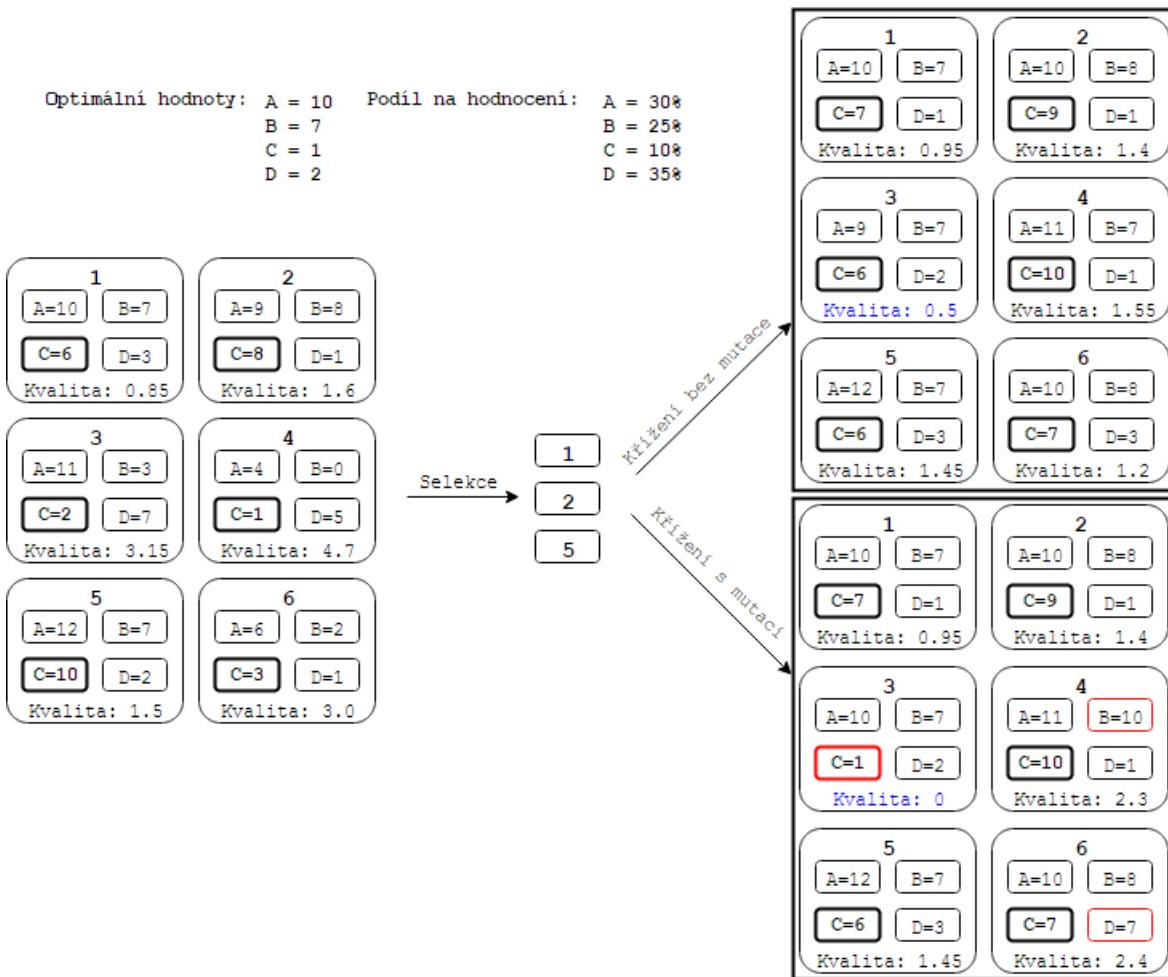 Optimální hodnoty: A = 10
B = 7
C = 1
D = 2
Podíl na hodnocení: A = 30%
B = 25%
C = 10%
D = 35%
1
A=10 B=7
C=6 D=3
Kvalita: 0.85
2
A=9 B=8
C=8 D=1
Kvalita: 1.6
3
A=11 B=3
C=2 D=7
Kvalita: 3.15
4
A=4 B=0
C=1 D=5
Kvalita: 4.7
5
A=12 B=7
C=10 D=2
Kvalita: 1.5
6
A=6 B=2
C=3 D=1
Kvalita: 3.0
Selekce
1
2
5
Křížení bez mutace
1
A=10 B=7
C=7 D=1
Kvalita: 0.95
2
A=10 B=8
C=9 D=1
Kvalita: 1.4
3
A=9 B=7
C=6 D=2
Kvalita: 0.5
4
A=11 B=7
C=10 D=1
Kvalita: 1.55
5
A=12 B=7
C=6 D=3
Kvalita: 1.45
6
A=10 B=8
C=7 D=3
Kvalita: 1.2
Křížení s mutací
1
A=10 B=7
C=7 D=1
Kvalita: 0.95
2
A=10 B=8
C=9 D=1
Kvalita: 1.4
3
A=10 B=7
C=1 D=2
Kvalita: 0
4
A=11 B=10
C=10 D=1
Kvalita: 2.3
5
A=12 B=7
C=6 D=3
Kvalita: 1.45
6
A=10 B=8
C=7 D=7
Kvalita: 2.4